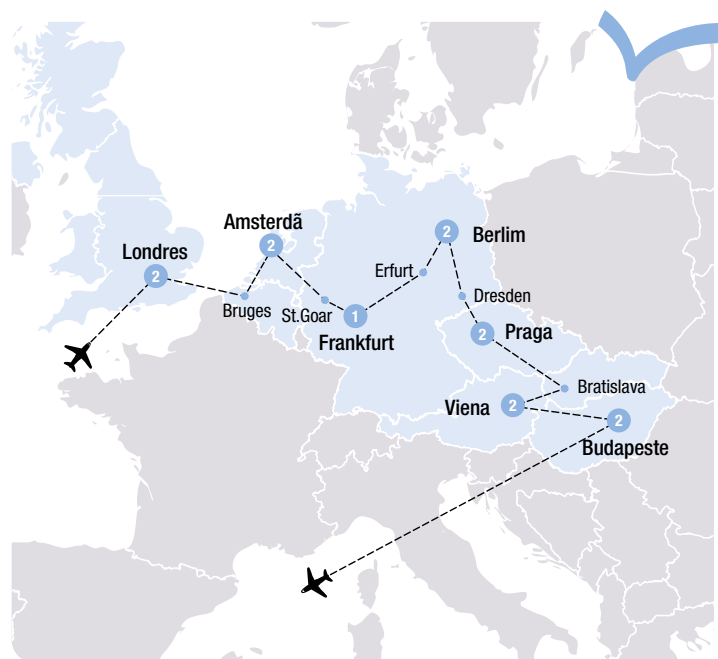 Amsterdã
2
Londres
2
Bruges
St.Goar
1
Frankfurt
Erfurt
2
Berlim
Dresden
2
Praga
Bratislava
Viena
2
2
Budapeste